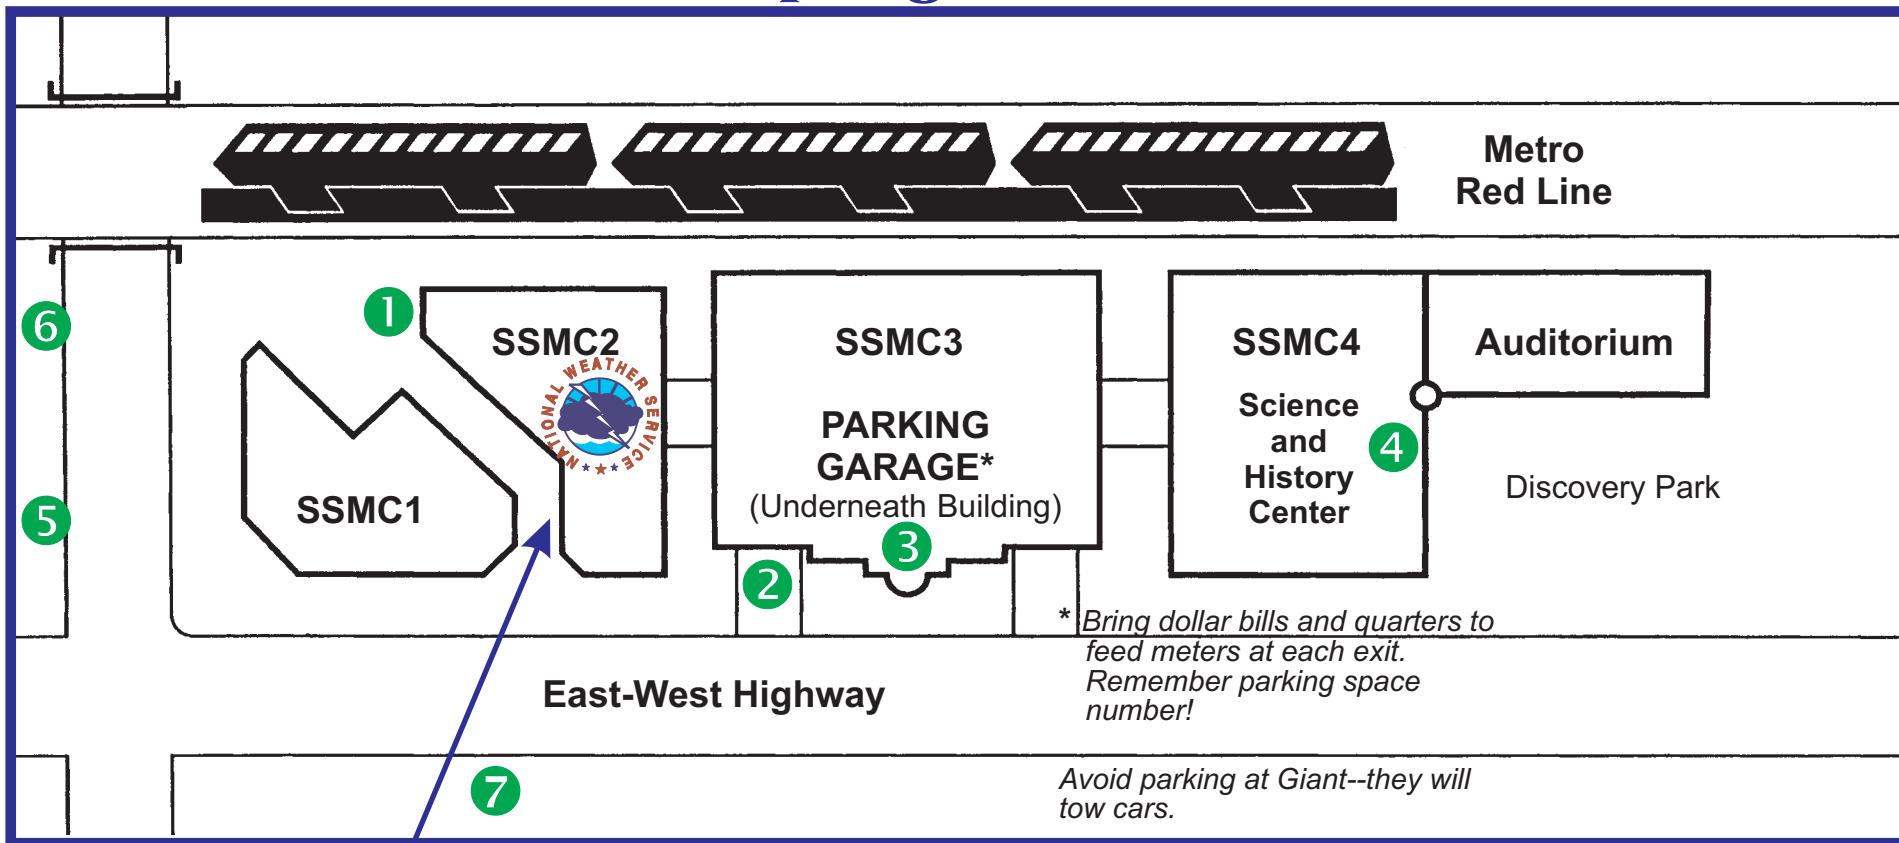 Metro
Red Line
1
6
SSMC2
SSMC3
SSMC4
Auditorium
NATIONAL WEATHER SERVICE
Science
and
History
Center
4
PARKING
GARAGE*
(Underneath Building)
Discovery Park
SSMC1
5
3
2
* Bring dollar bills and quarters to
feed meters at each exit.
Remember parking space
number!
East-West Highway
7
Avoid parking at Giant--they will
tow cars.